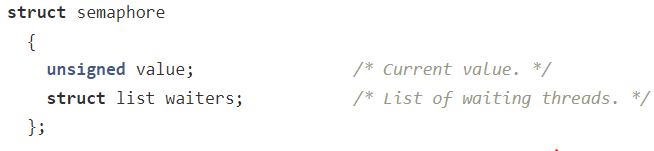 struct semaphore
{
unsigned value; /* Current value. */
struct list waiters; /* List of waiting threads. */
};